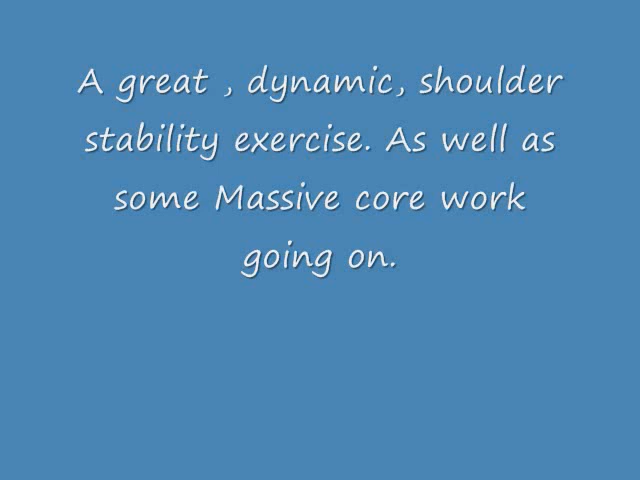 A great , dynamic, shoulder
stability exercise. As well as
some Massive core work
going on.